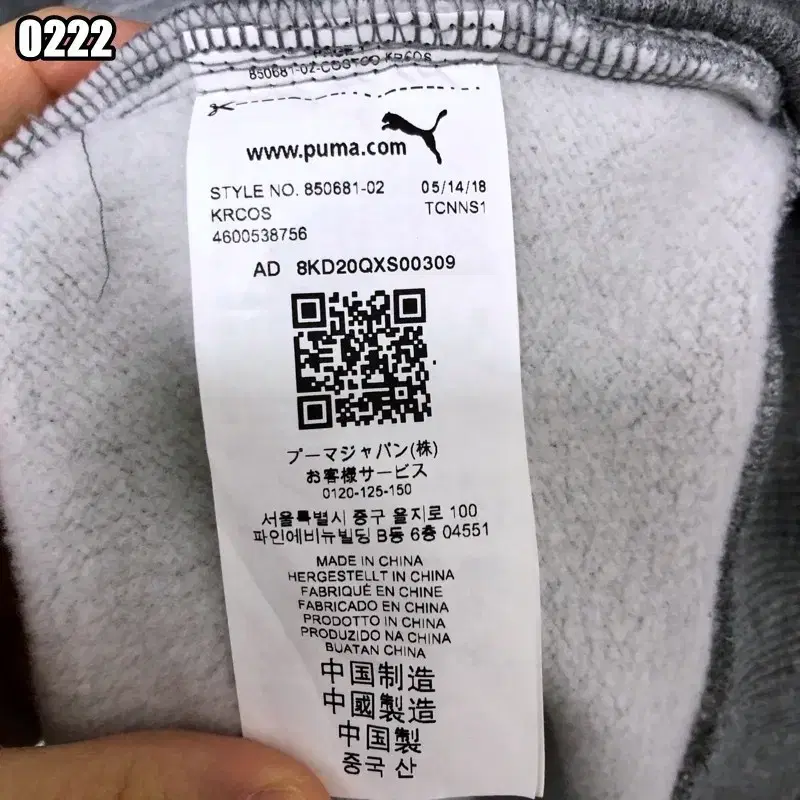 0222
850681-02-COSTCO KRCOS
www.puma.com
STYLE NO. 850681-02 05/14/18
KRCOS TCNNS1
4600538756
AD 8KD20QXS00309
プーマジャパン(株)
お客様サービス
0120-125-150
서울특별시 중구 을지로 100
파인에비뉴빌딩 B동 6층 04551
MADE IN CHINA
HERGESTELLT IN CHINA
FABRIQUÉ EN CHINE
FABRICADO EN CHINA
PRODOTTO IN CHINA
PRODUZIDO NA CHINA
BUATAN CHINA
中国制造
中國製造
中国製
중국 산